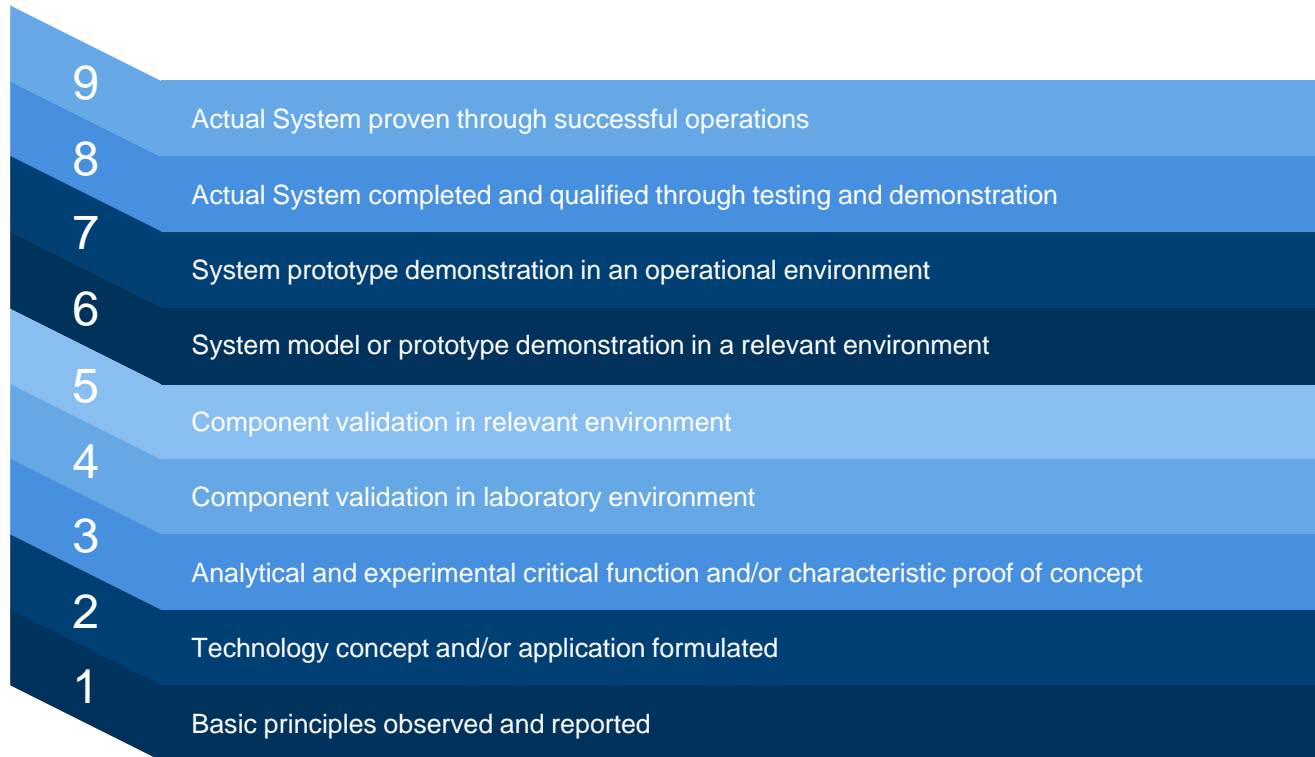 9
Actual System proven through successful operations
8
Actual System completed and qualified through testing and demonstration
7
System prototype demonstration in an operational environment
6
System model or prototype demonstration in a relevant environment
5
Component validation in relevant environment
4
Component validation in laboratory environment
3
Analytical and experimental critical function and/or characteristic proof of concept
2
Technology concept and/or application formulated
1
Basic principles observed and reported